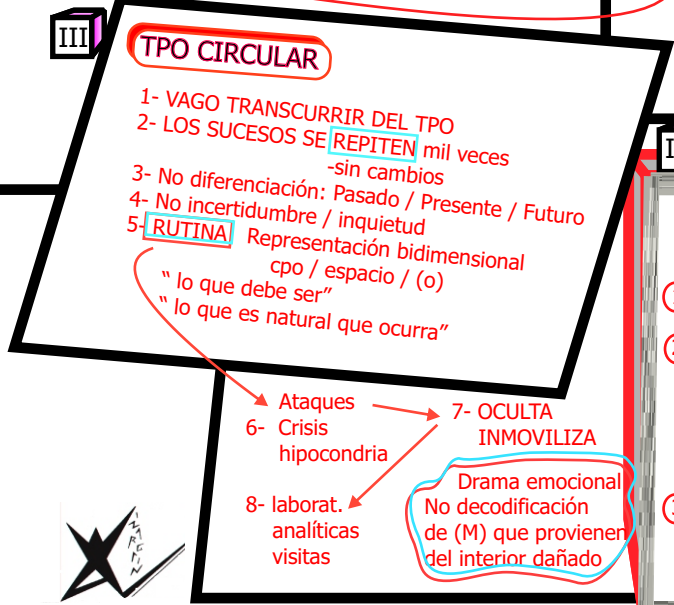 III
TPO CIRCULAR
1- VAGO TRANSCURRIR DEL TPO
2- LOS SUCESOS SE REPITEN mil veces
-sin cambios
3- No diferenciación: Pasado / Presente / Futuro
4- No incertidumbre / inquietud
5- RUTINA Representación bidimensional
cpo / espacio / (o)
“ lo que debe ser”
“ lo que es natural que ocurra”
Ataques
6- Crisis
hipocondria
7- OCULTA
INMOVILIZA
8- laborat.
analíticas
visitas
Drama emocional
No decodificación
de (M) que provienen
del interior dañado